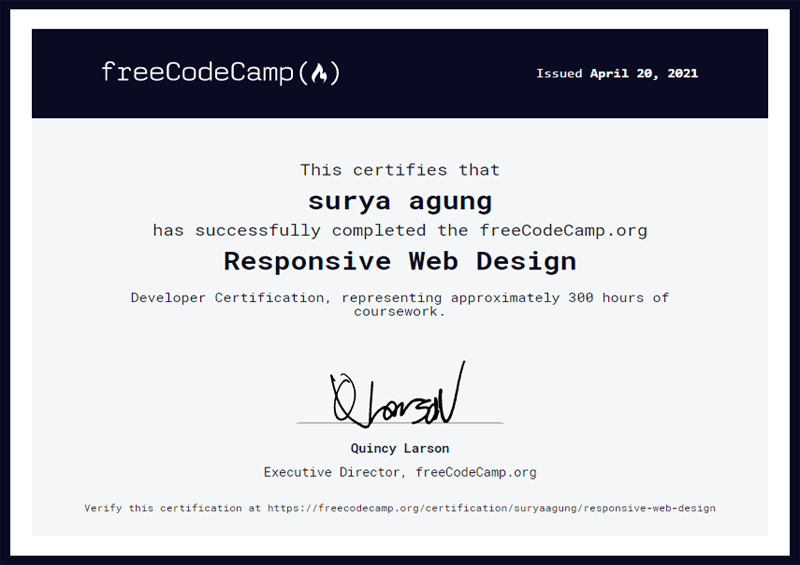 freeCodeCamp(🔥)
Issued April 20, 2021
This certifies that
surya agung
has successfully completed the freeCodeCamp.org
Responsive Web Design
Developer Certification, representing approximately 300 hours of
coursework.
Q Larson
Quincy Larson
Executive Director, freeCodeCamp.org
Verify this certification at https://freecodecamp.org/certification/suryaagung/responsive-web-design